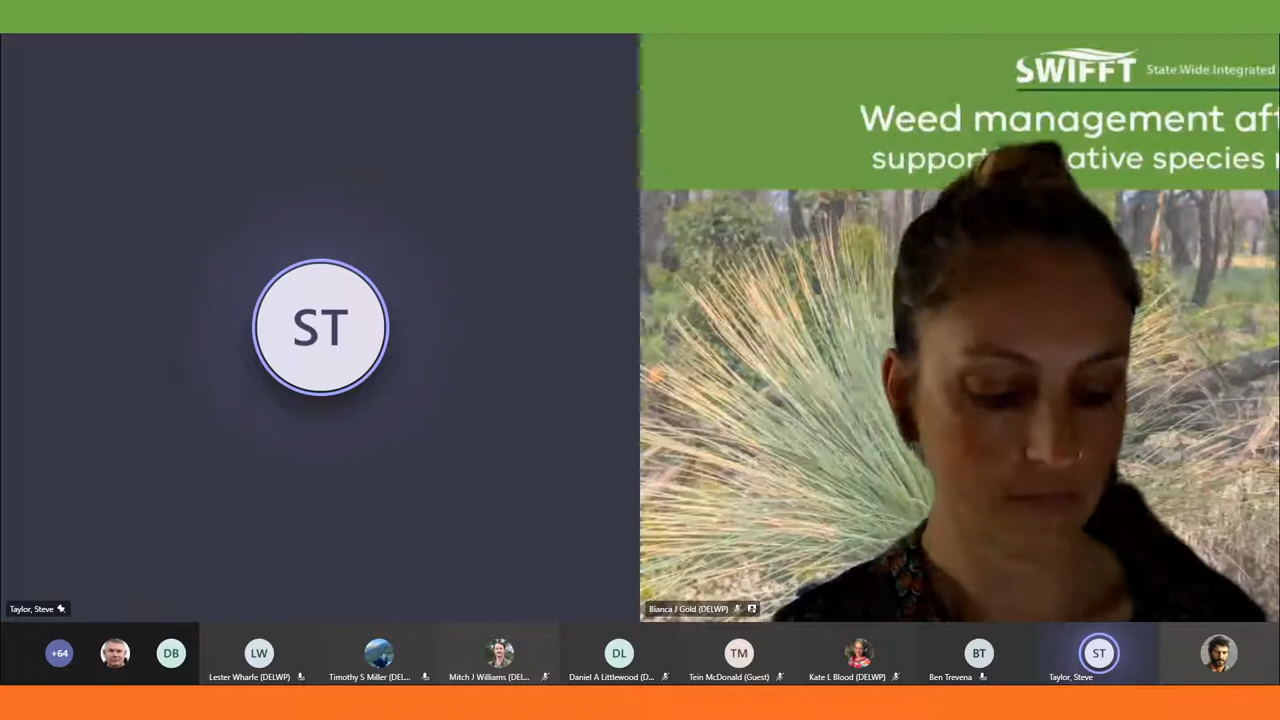 SWIFFT State Wide Integrated
Weed management aft
support ative species r
ST
Taylor, Steve
Bianca J Gold (DELWP)
+64
DB
LW
DL
TM
BT
ST
Lester Wharfe (DELWP)
Timothy S Miller (DEL...
Mitch J Williams (DEL...
Daniel A Littlewood (D...
Tein McDonald (Guest)
Kate L Blood (DELWP)
Ben Trevena
Taylor, Steve